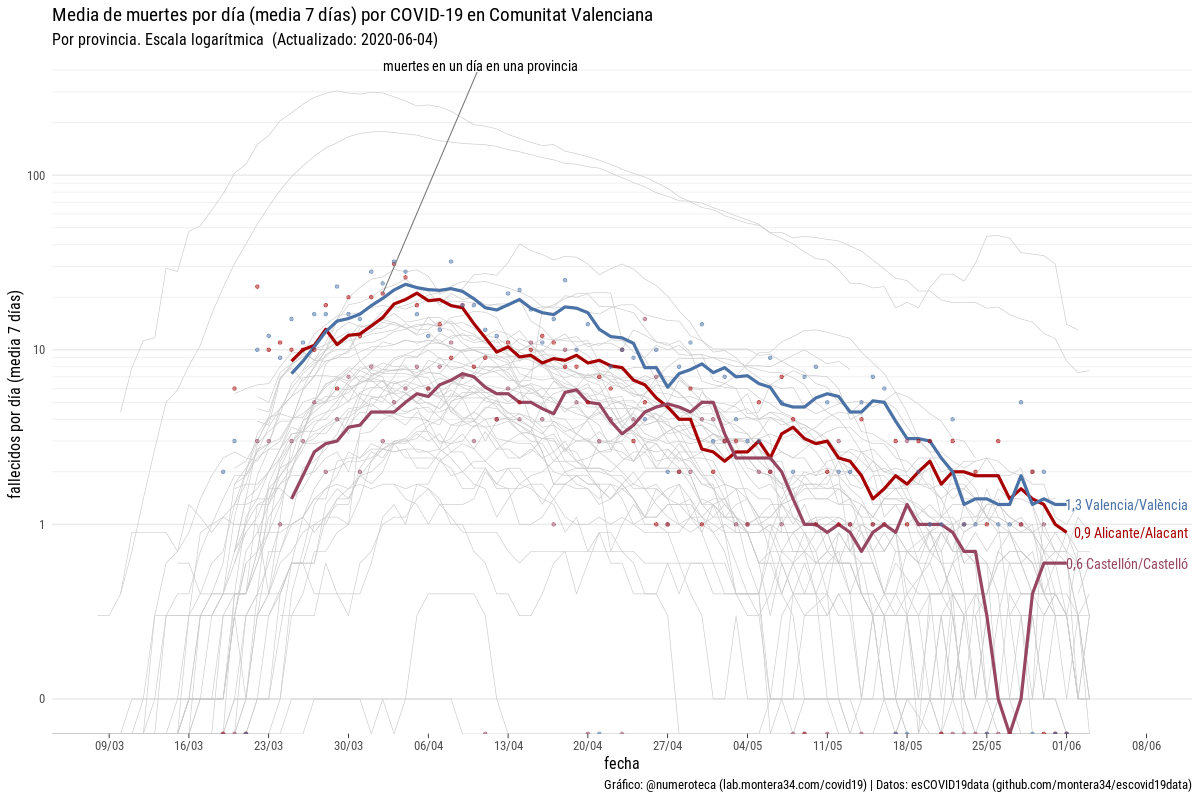 Media de muertes por día (media 7 días) por COVID-19 en Comunitat Valenciana
Por provincia. Escala logarítmica (Actualizado: 2020-06-04)
muertes en un día en una provincia
fallecidos por día (media 7 días)
100
10
1
0
1,3 Valencia/València
0,9 Alicante/Alacant
0,6 Castellón/Castelló
09/03
16/03
23/03
30/03
06/04
13/04
20/04
27/04
04/05
11/05
18/05
25/05
01/06
08/06
fecha
Gráfico: @numeroteca (lab.montera34.com/covid19) | Datos: esCOVID19data (github.com/montera34/escovid19data)